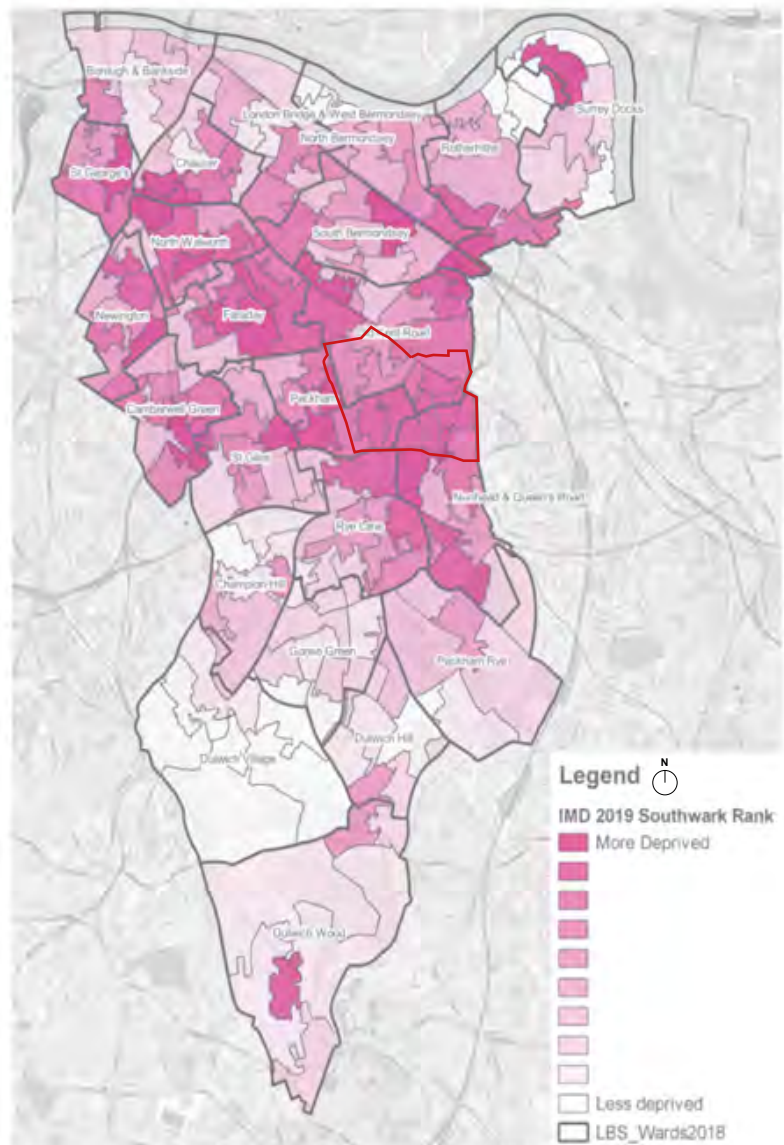 Borough & Bankside
Surrey Docks
London Bridge & West Bermondsey
North Bermondsey
Rotherhithe
Chaucer
St George's
South Bermondsey
North Walworth
Faraday
Newington
Kent Road
Peckham
Camberwell Green
St Giles
Nunhead & Queen's Road
Rye Lane
Champion Hill
Goose Green
Peckham Rye
Dulwich Hill
Dulwich Village
Dulwich Wood
Legend
N
IMD 2019 Southwark Rank
More Deprived
Less deprived
LBS_Wards2018